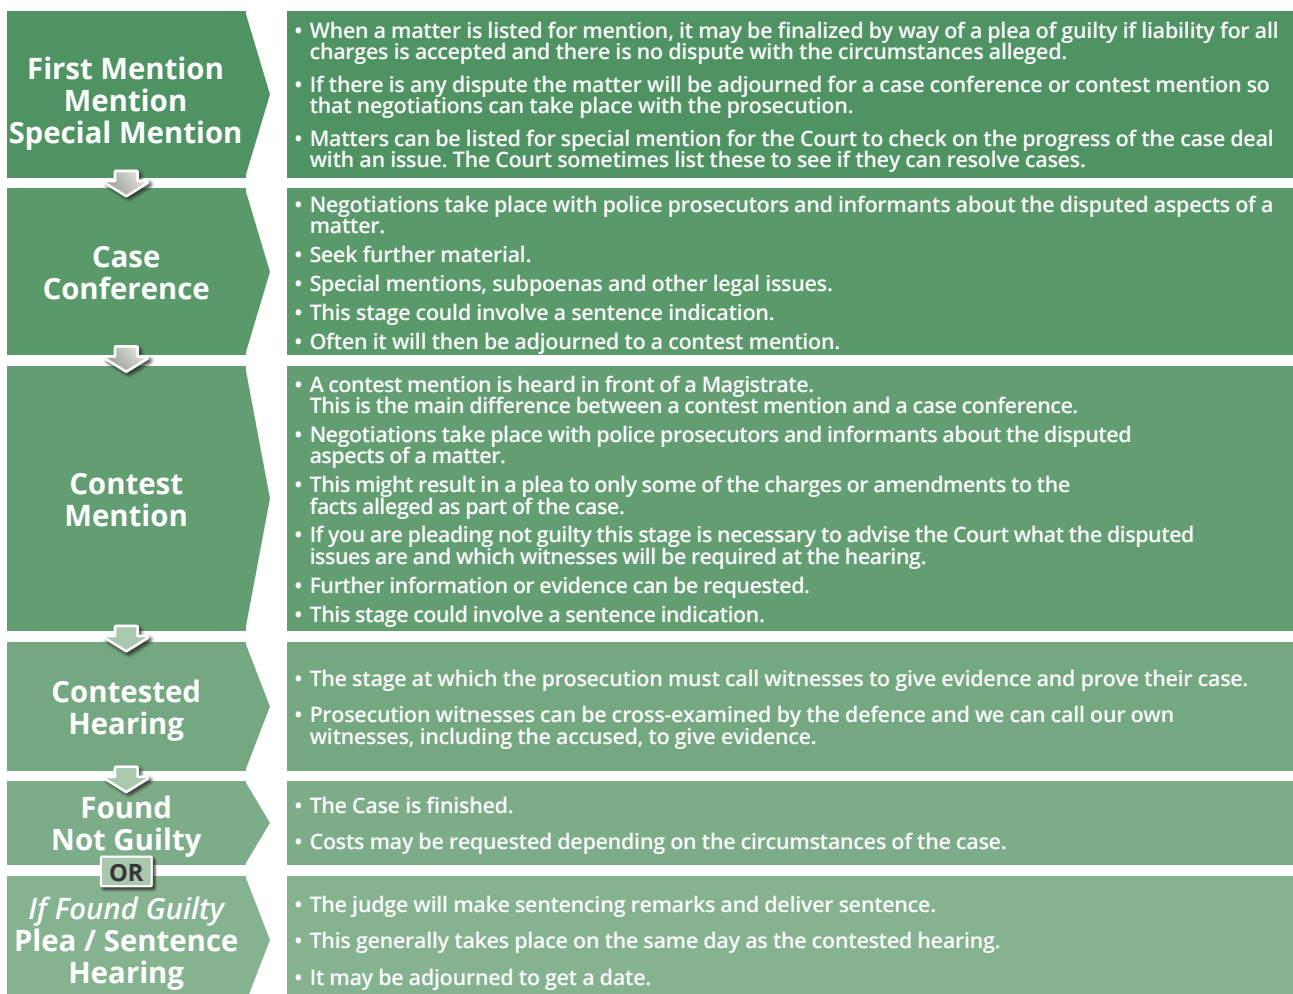 First Mention
Mention
Special Mention
• When a matter is listed for mention, it may be finalized by way of a plea of guilty if liability for all
charges is accepted and there is no dispute with the circumstances alleged.
• If there is any dispute the matter will be adjourned for a case conference or contest mention so
that negotiations can take place with the prosecution.
• Matters can be listed for special mention for the Court to check on the progress of the case deal
with an issue. The Court sometimes list these to see if they can resolve cases.
Case
Conference
• Negotiations take place with police prosecutors and informants about the disputed aspects of a
matter.
• Seek further material.
• Special mentions, subpoenas and other legal issues.
• This stage could involve a sentence indication.
• Often it will then be adjourned to a contest mention.
Contest
Mention
• A contest mention is heard in front of a Magistrate.
This is the main difference between a contest mention and a case conference.
• Negotiations take place with police prosecutors and informants about the disputed
aspects of a matter.
• This might result in a plea to only some of the charges or amendments to the
facts alleged as part of the case.
• If you are pleading not guilty this stage is necessary to advise the Court what the disputed
issues are and which witnesses will be required at the hearing.
• Further information or evidence can be requested.
• This stage could involve a sentence indication.
Contested
Hearing
• The stage at which the prosecution must call witnesses to give evidence and prove their case.
• Prosecution witnesses can be cross-examined by the defence and we can call our own
witnesses, including the accused, to give evidence.
Found
Not Guilty
• The Case is finished.
• Costs may be requested depending on the circumstances of the case.
OR
If Found Guilty
Plea / Sentence
Hearing
• The judge will make sentencing remarks and deliver sentence.
• This generally takes place on the same day as the contested hearing.
• It may be adjourned to get a date.